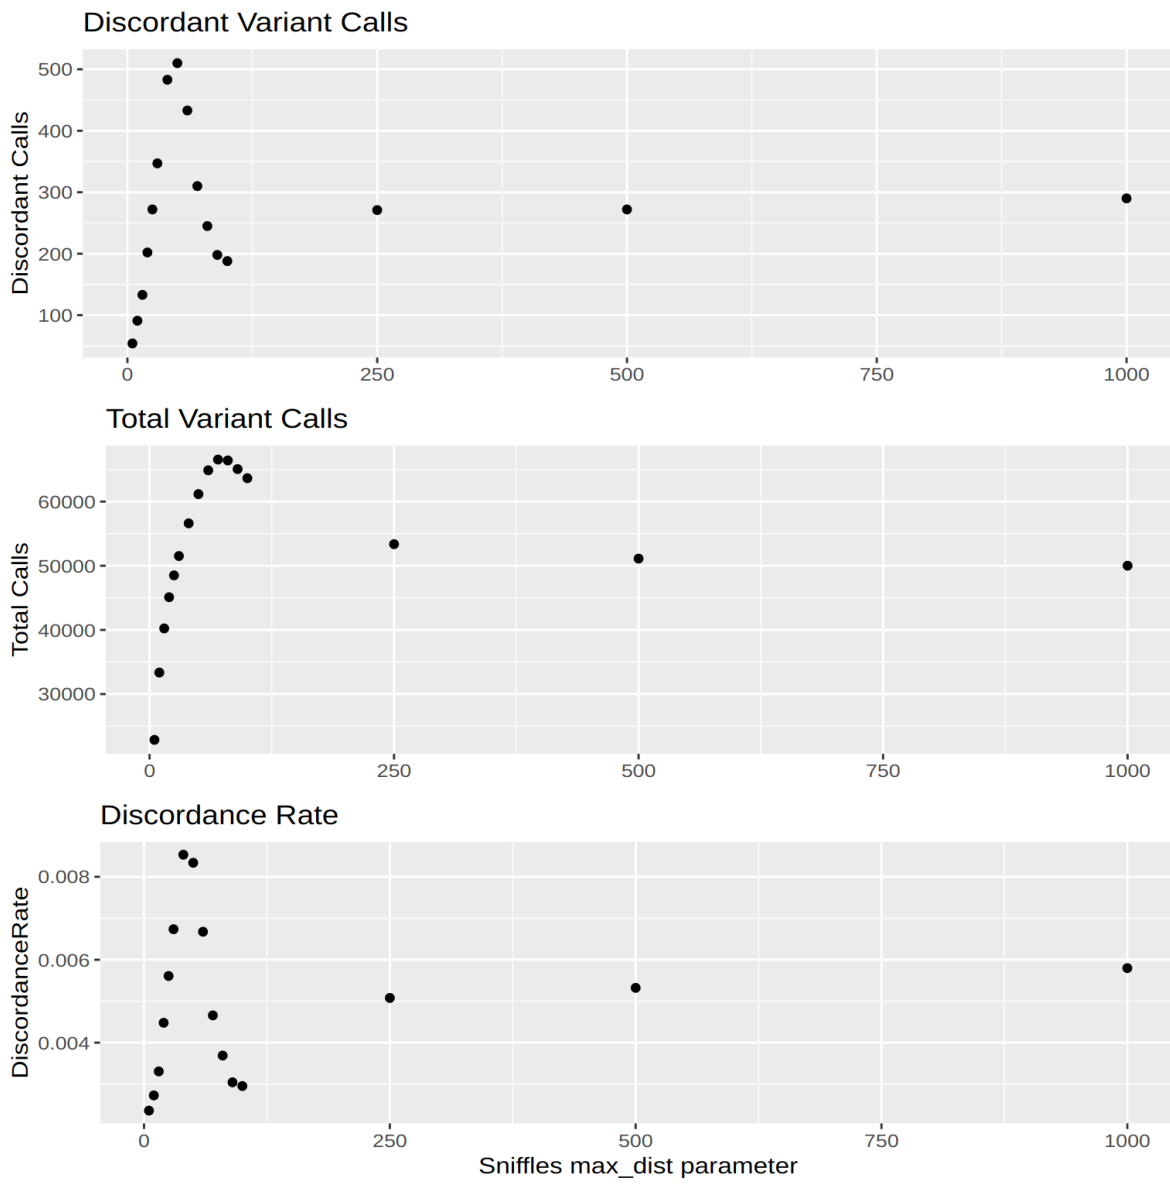 Discordant Variant Calls
Discordant Calls
500
400
300
200
100
0 250 500 750 1000
Total Variant Calls
Total Calls
60000
50000
40000
30000
0 250 500 750 1000
Discordance Rate
DiscordanceRate
0.008
0.006
0.004
0 250 500 750 1000
Sniffles max_dist parameter